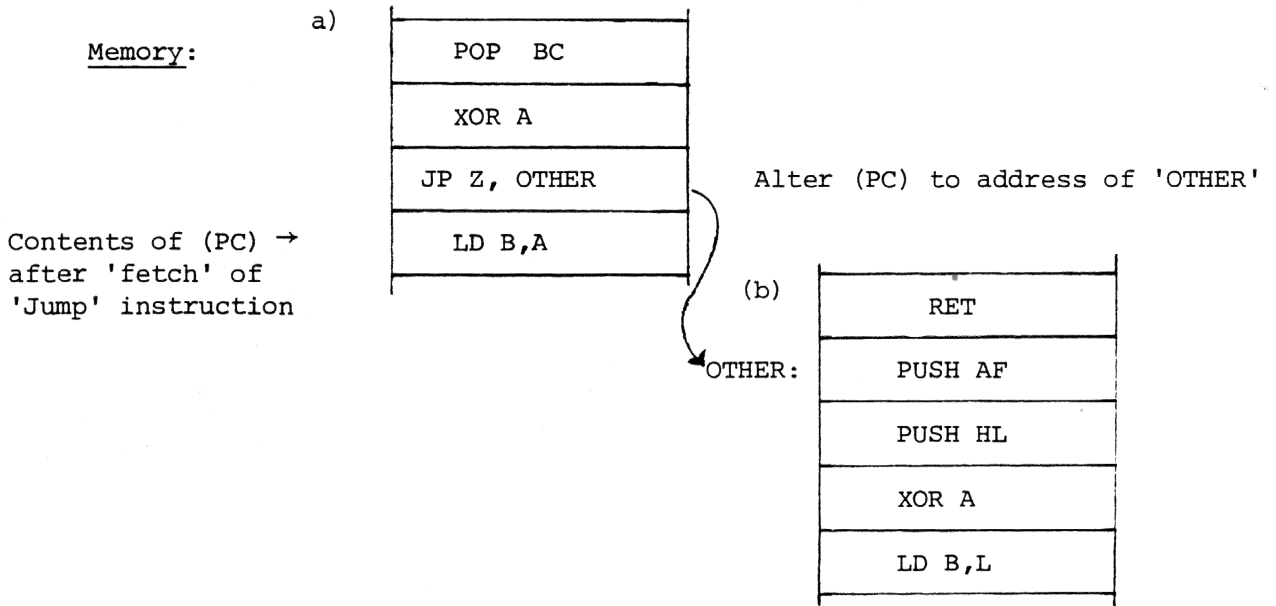 a)
Memory:
POP BC
XOR A
JP Z, OTHER
Alter (PC) to address of 'OTHER'
Contents of (PC) →
after 'fetch' of
'Jump' instruction
LD B,A
(b)
RET
OTHER:
PUSH AF
PUSH HL
XOR A
LD B,L